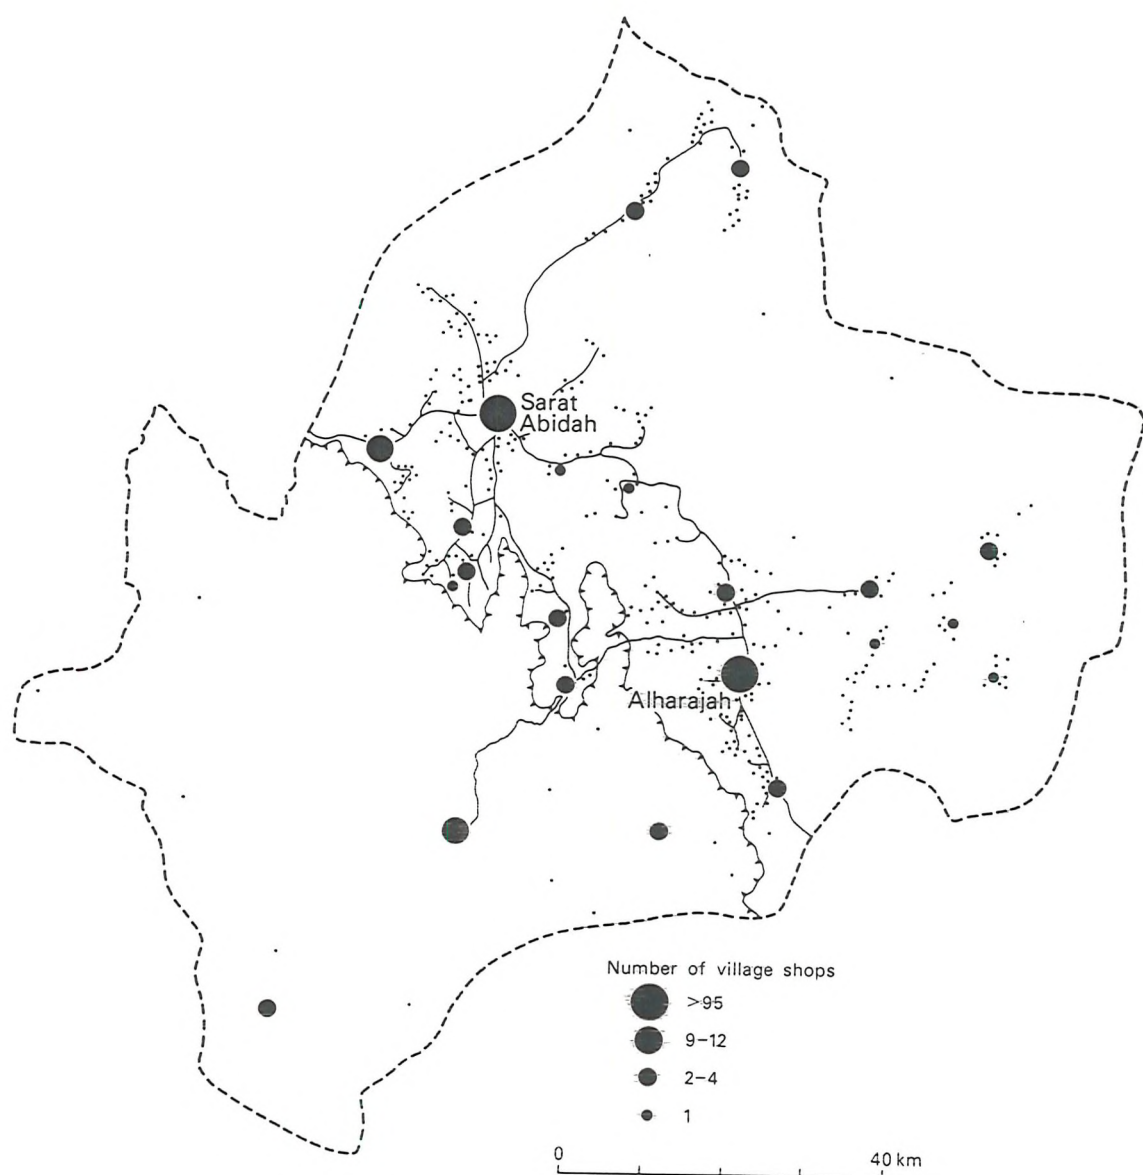 Sarat
Abidah
Alharajah
Number of village shops
>95
9–12
2–4
1
0 40 km